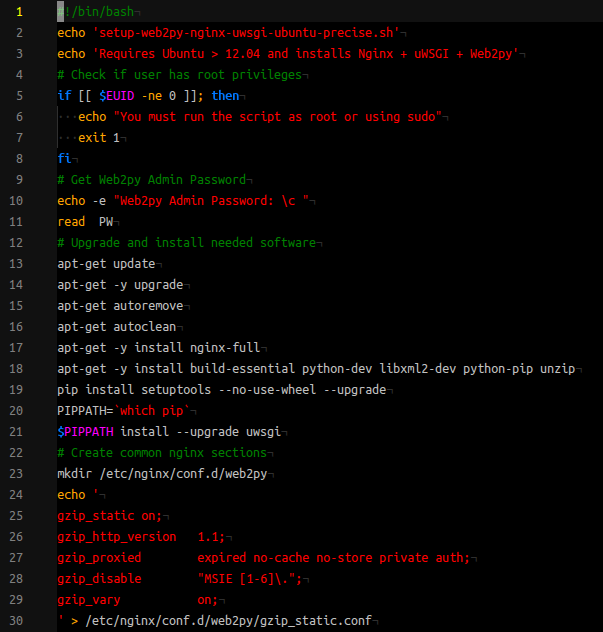 1 #!/bin/bash¬
2 echo 'setup-web2py-nginx-uwsgi-ubuntu-precise.sh'¬
3 echo 'Requires Ubuntu > 12.04 and installs Nginx + uWSGI + Web2py'¬
4 # Check if user has root privileges¬
5 if [[ $EUID -ne 0 ]]; then¬
6 ···echo "You must run the script as root or using sudo"¬
7 ···exit 1¬
8 fi¬
9 # Get Web2py Admin Password¬
10 echo -e "Web2py Admin Password: \c "¬
11 read  PW¬
12 # Upgrade and install needed software¬
13 apt-get update¬
14 apt-get -y upgrade¬
15 apt-get autoremove¬
16 apt-get autoclean¬
17 apt-get -y install nginx-full¬
18 apt-get -y install build-essential python-dev libxml2-dev python-pip unzip¬
19 pip install setuptools --no-use-wheel --upgrade¬
20 PIPPATH=`which pip`¬
21 $PIPPATH install --upgrade uwsgi¬
22 # Create common nginx sections¬
23 mkdir /etc/nginx/conf.d/web2py¬
24 echo '¬
25 gzip_static on;¬
26 gzip_http_version   1.1;¬
27 gzip_proxied        expired no-cache no-store private auth;¬
28 gzip_disable        "MSIE [1-6]\.";¬
29 gzip_vary           on;¬
30 ' > /etc/nginx/conf.d/web2py/gzip_static.conf¬